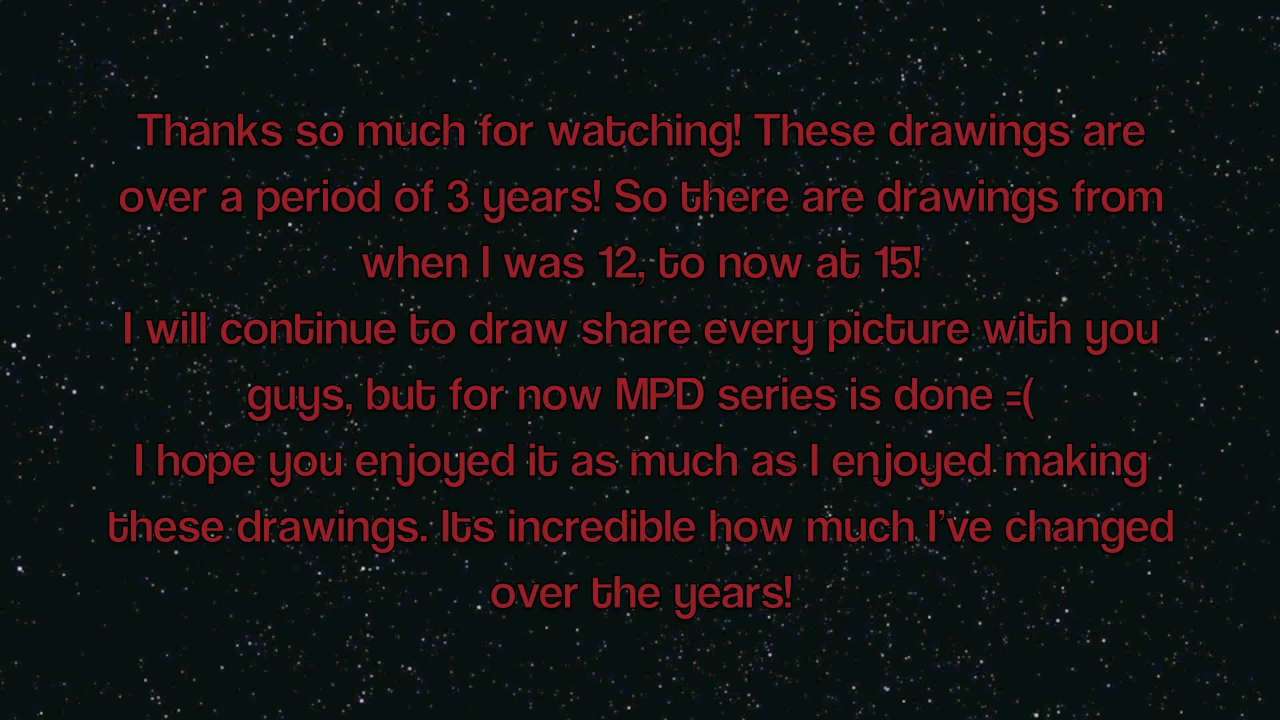 Thanks so much for watching! These drawings are
over a period of 3 years! So there are drawings from
when I was 12, to now at 15!
I will continue to draw share every picture with you
guys, but for now MPD series is done =(
I hope you enjoyed it as much as I enjoyed making
these drawings. Its incredible how much I've changed
over the years!